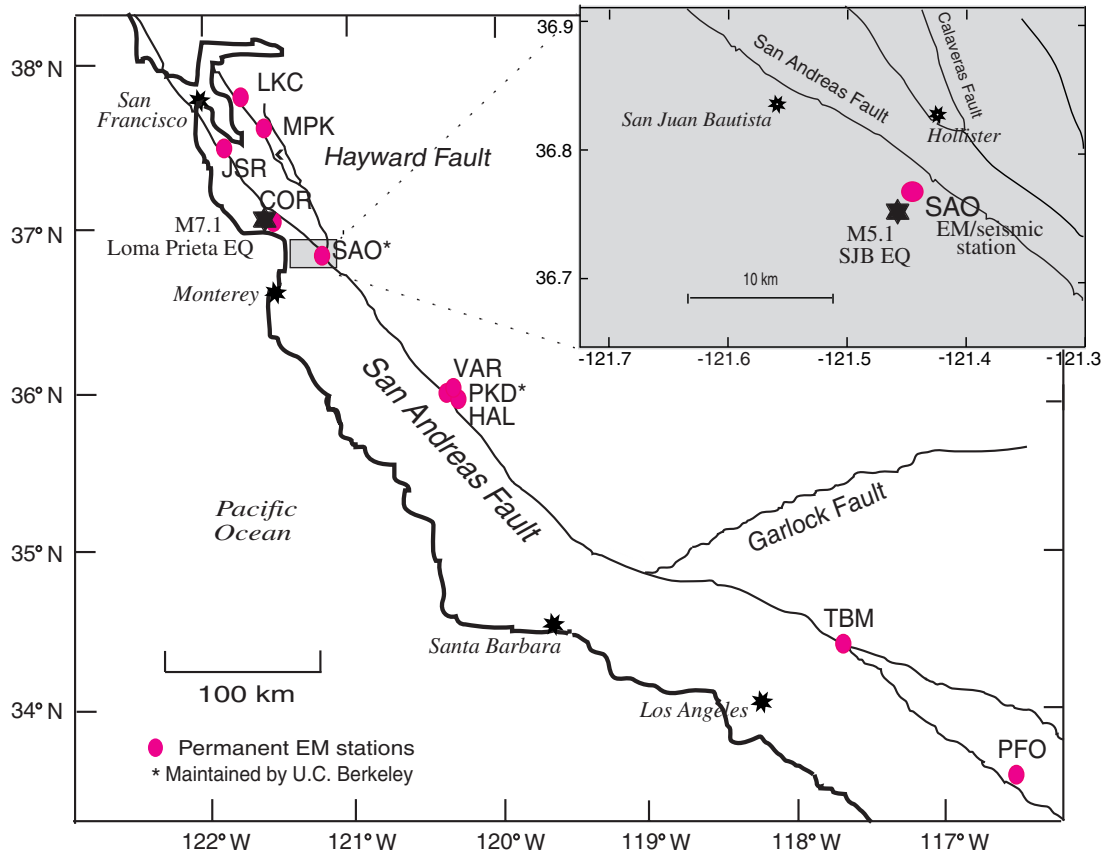 38° N
37° N
36° N
35° N
34° N
122°W
121°W
120°W
119°W
118°W
117°W
San
Francisco
LKC
MPK
JSR
Hayward Fault
COR
M7.1
Loma Prieta EQ
SAO*
Monterey
VAR
PKD*
HAL
San Andreas Fault
Pacific
Ocean
Garlock Fault
Santa Barbara
TBM
Los Angeles
PFO
100 km
Permanent EM stations
* Maintained by U.C. Berkeley
36.9
36.8
36.7
-121.7
-121.6
-121.5
-121.4
-121.3
San Andreas Fault
Calaveras Fault
San Juan Bautista
Hollister
SAO
EM/seismic
station
M5.1
SJB EQ
10 km